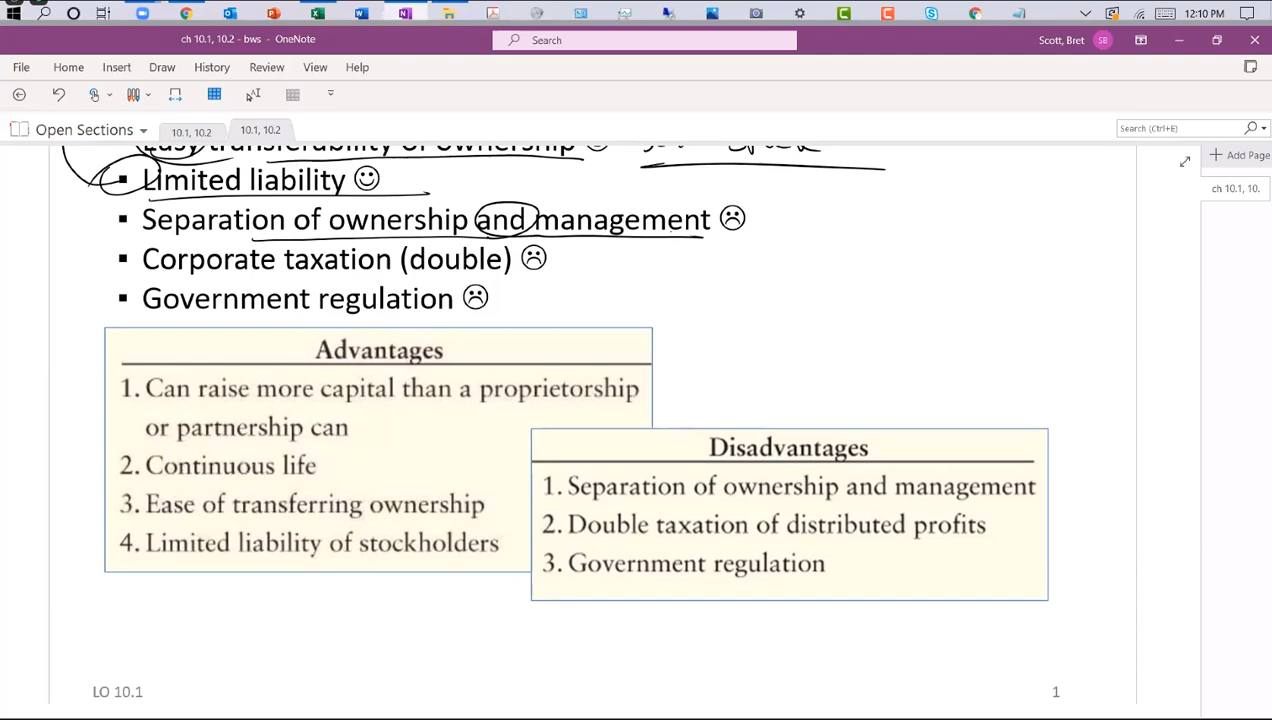 12:10 PM
ch 10.1, 10.2 - bws - OneNote
Search
Scott, Bret
SB
File Home Insert Draw History Review View Help
Open Sections
10.1, 10.2
10.1, 10.2
Search (Ctrl+E)
Add Page
ch 10.1, 10.
Easy transferability of ownership
▪ Limited liability ☺
▪ Separation of ownership and management ☹
▪ Corporate taxation (double) ☹
▪ Government regulation ☹
Advantages
1. Can raise more capital than a proprietorship
or partnership can
2. Continuous life
3. Ease of transferring ownership
4. Limited liability of stockholders
Disadvantages
1. Separation of ownership and management
2. Double taxation of distributed profits
3. Government regulation
LO 10.1
1